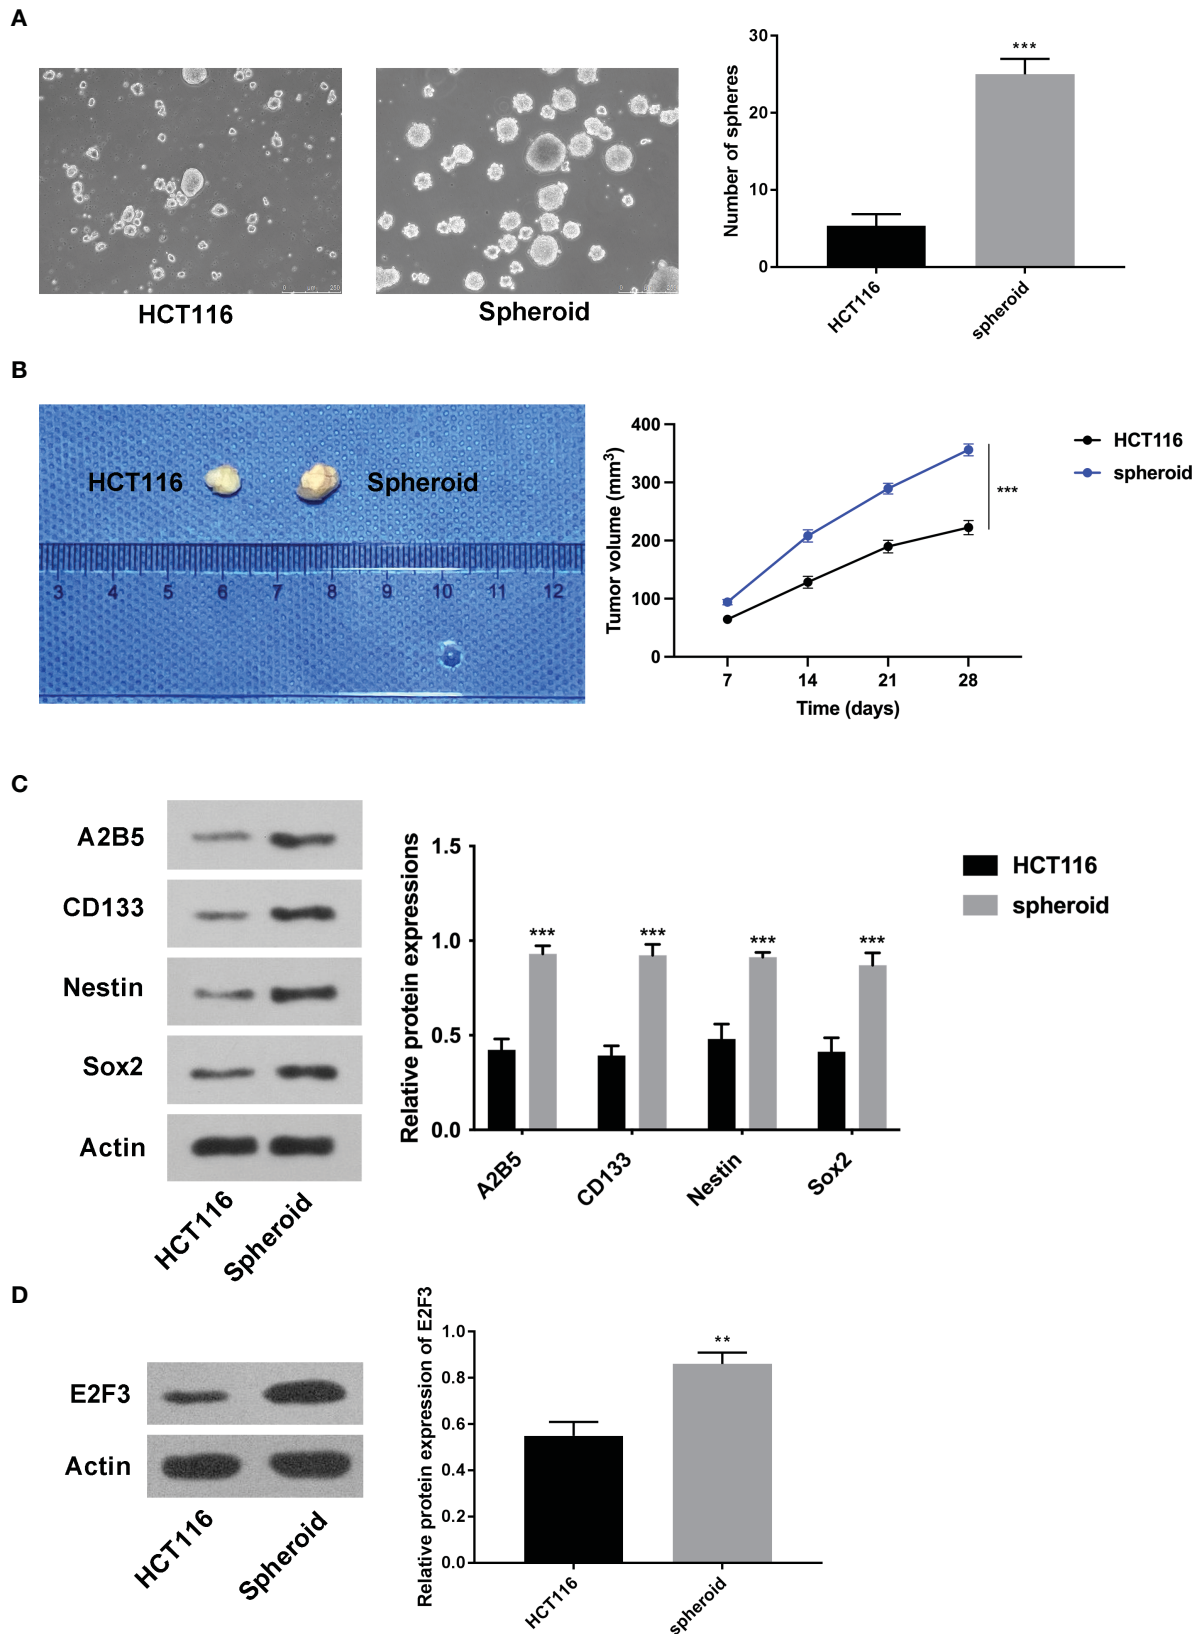 A
30
20
10
0
Number of spheres
***
HCT116
spheroid
HCT116
Spheroid
B
HCT116
Spheroid
3 4 5 6 7 8 9 10 11 12
400
300
200
100
0
Tumor volume (mm³)
7 14 21 28
Time (days)
***
HCT116
spheroid
C
A2B5
CD133
Nestin
Sox2
Actin
HCT116
Spheroid
1.5
1.0
0.5
0.0
Relative protein expressions
*** *** *** ***
A2B5
CD133
Nestin
Sox2
HCT116
spheroid
D
E2F3
Actin
HCT116
Spheroid
1.0
0.8
0.6
0.4
0.2
0.0
Relative protein expression of E2F3
**
HCT116
spheroid